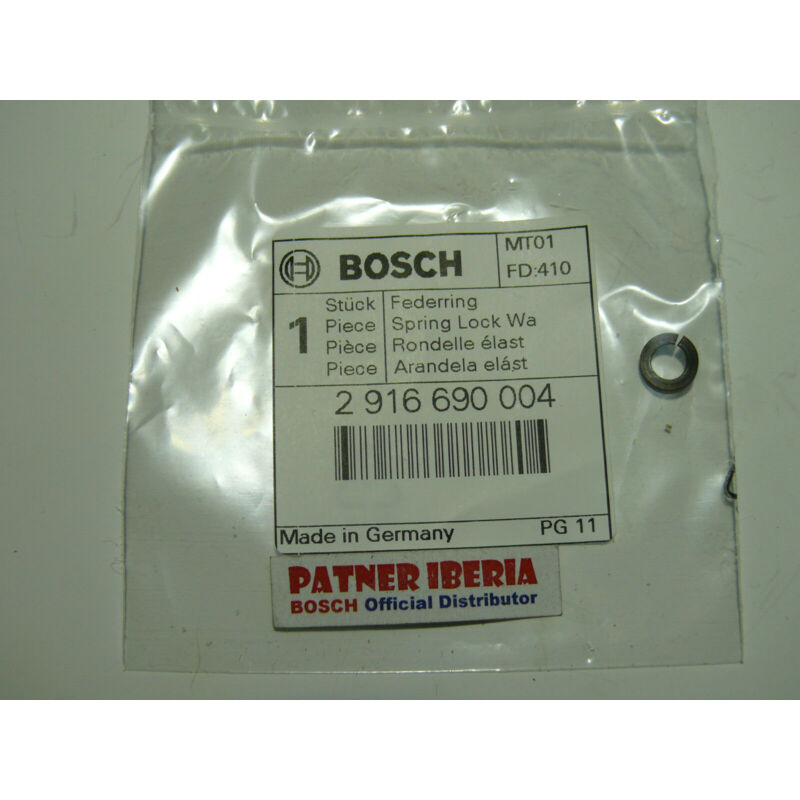 BOSCH
MT01
FD:410
1
Stück Federring
Piece Spring Lock Wa
Pièce Rondelle élast
Piece Arandela elást
2 916 690 004
Made in Germany PG 11
PATNER IBERIA
BOSCH Official Distributor